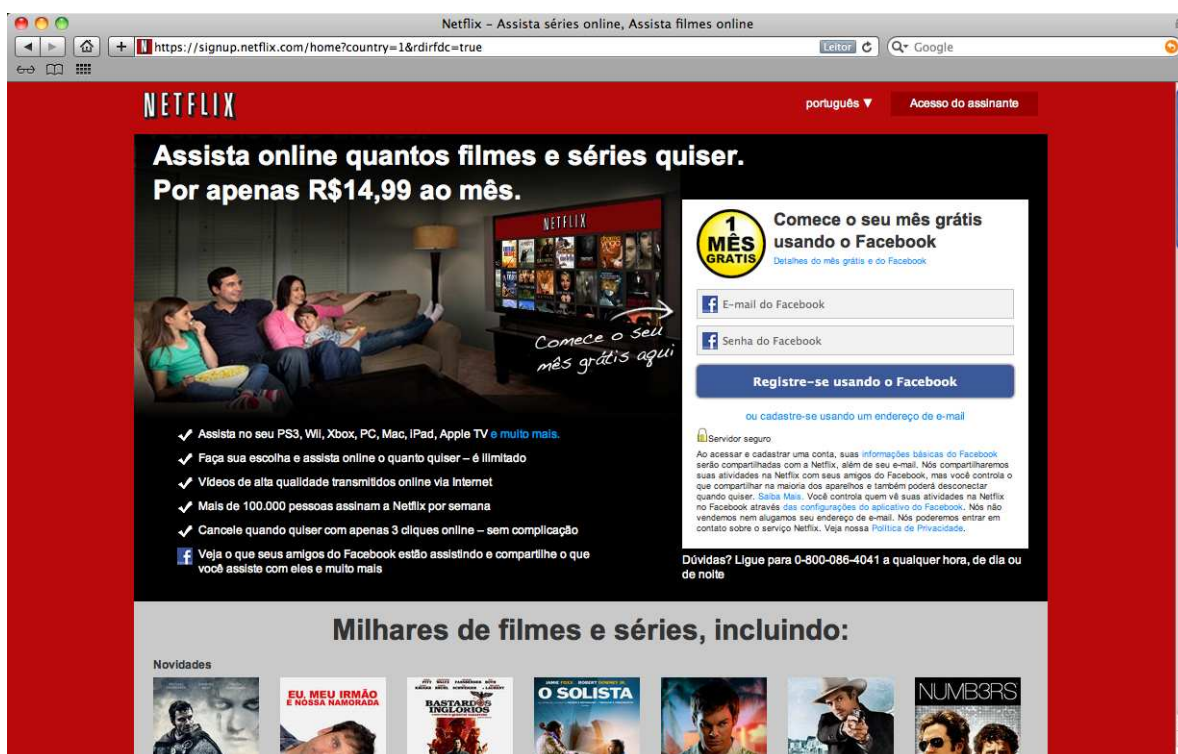 Netflix – Assista séries online, Assista filmes online
https://signup.netflix.com/home?country=1&rdirfdc=true
Leitor
Google
NETFLIX
português ▼
Acesso do assinante
Assista online quantos filmes e séries quiser.
Por apenas R$14,99 ao mês.
NETFLIX
Comece o seu
mês grátis aqui
1
MÊS
GRATIS
Comece o seu mês grátis
usando o Facebook
Detalhes do mês grátis e do Facebook
E-mail do Facebook
Senha do Facebook
Registre-se usando o Facebook
ou cadastre-se usando um endereço de e-mail
Servidor seguro
Ao acessar e cadastrar uma conta, suas informações básicas do Facebook
serão compartilhadas com a Netflix, além de seu e-mail. Nós compartilharemos
suas atividades na Netflix com seus amigos do Facebook, mas você controla o
que compartilhar na maioria dos aparelhos e também poderá desconectar
quando quiser. Saiba Mais. Você controla quem vê suas atividades na Netflix
no Facebook através das configurações do aplicativo do Facebook. Nós não
vendemos nem alugamos seu endereço de e-mail. Nós poderemos entrar em
contato sobre o serviço Netflix. Veja nossa Política de Privacidade.
Assista no seu PS3, Wii, Xbox, PC, Mac, iPad, Apple TV e muito mais.
Faça sua escolha e assista online o quanto quiser – é ilimitado
Vídeos de alta qualidade transmitidos online via Internet
Mais de 100.000 pessoas assinam a Netflix por semana
Cancele quando quiser com apenas 3 cliques online – sem complicação
Veja o que seus amigos do Facebook estão assistindo e compartilhe o que
você assiste com eles e muito mais
Dúvidas? Ligue para 0-800-086-4041 a qualquer hora, de dia ou
de noite
Milhares de filmes e séries, incluindo:
Novidades
EU, MEU IRMÃO
E NOSSA NAMORADA
BASTARDOS
INGLÓRIOS
JAMIE FOXX ROBERT DOWNEY JR.
O SOLISTA
NUMB3RS